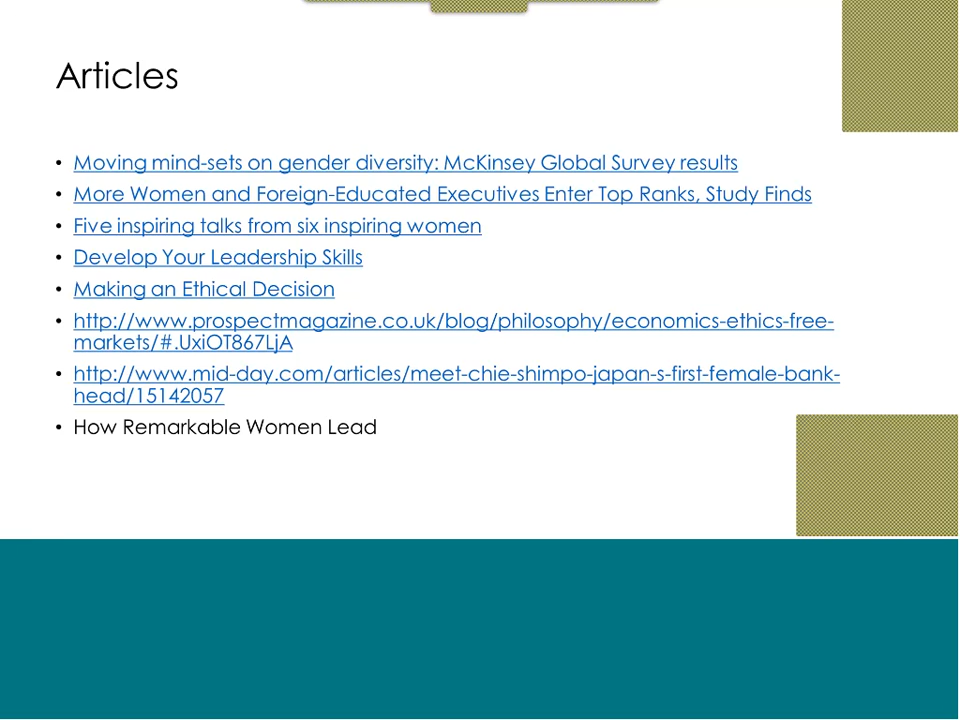 Articles
• Moving mind-sets on gender diversity: McKinsey Global Survey results
• More Women and Foreign-Educated Executives Enter Top Ranks, Study Finds
• Five inspiring talks from six inspiring women
• Develop Your Leadership Skills
• Making an Ethical Decision
• http://www.prospectmagazine.co.uk/blog/philosophy/economics-ethics-free-
markets/#.UxiOT867LjA
• http://www.mid-day.com/articles/meet-chie-shimpo-japan-s-first-female-bank-
head/15142057
• How Remarkable Women Lead